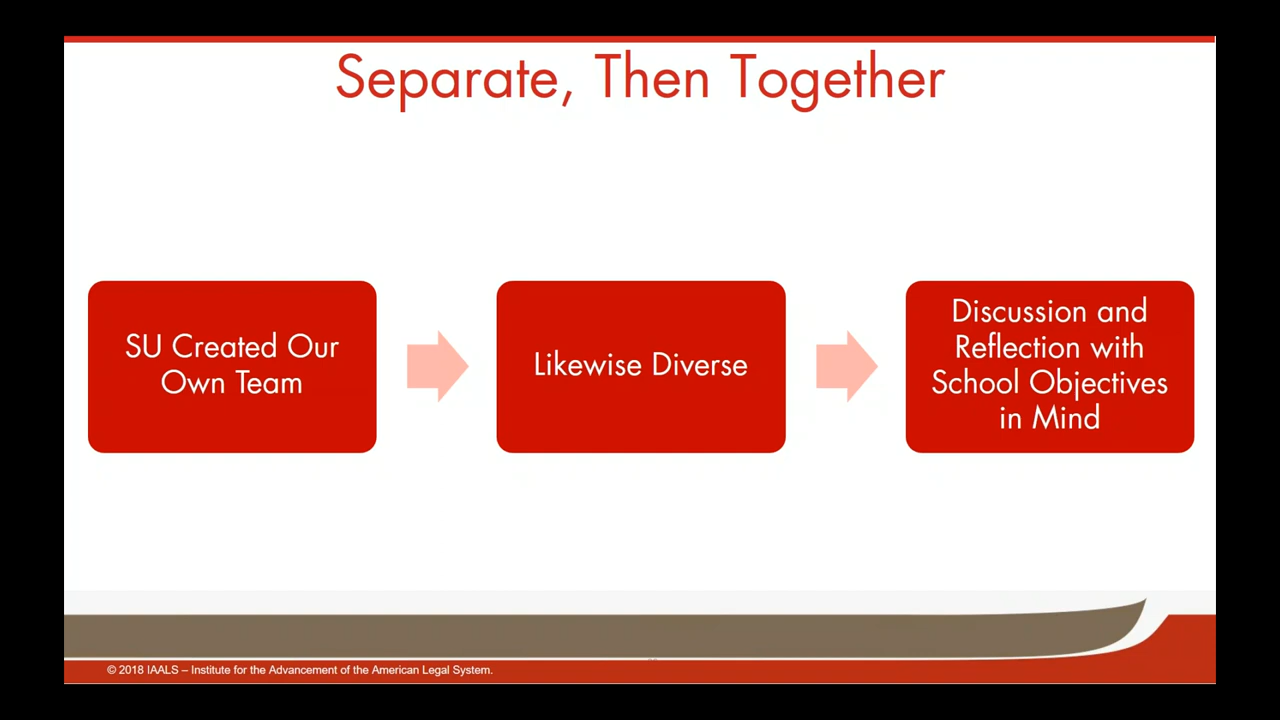 Separate, Then Together
SU Created Our
Own Team
Likewise Diverse
Discussion and
Reflection with
School Objectives
in Mind
© 2018 IAALS – Institute for the Advancement of the American Legal System.